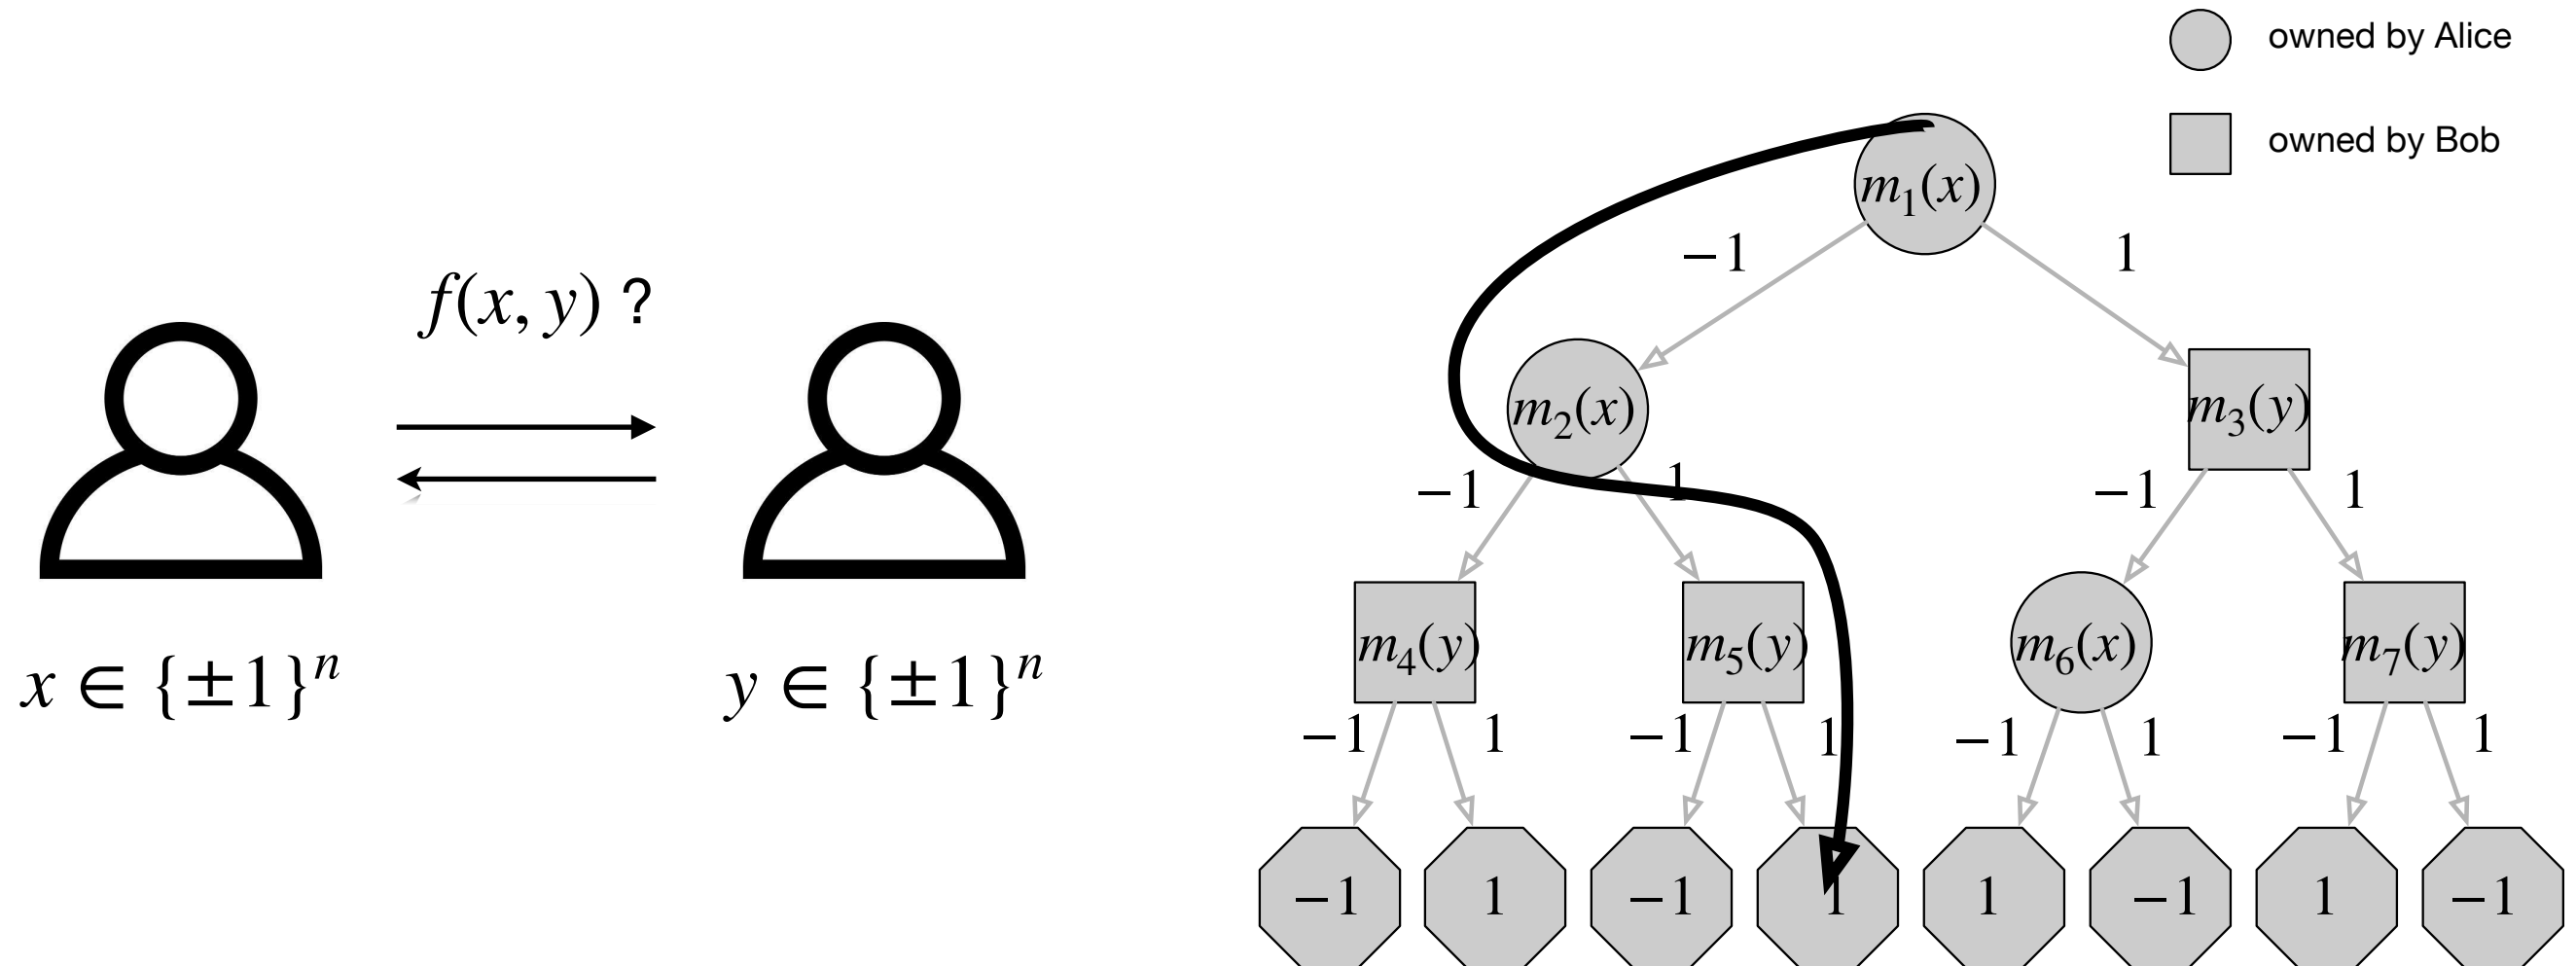 owned by Alice
owned by Bob
m₁(x)
−1 1
f(x, y) ?
m₂(x) m₃(y)
−1 1 −1 1
m₄(y) m₅(y) m₆(x) m₇(y)
x ∈ {±1}ⁿ y ∈ {±1}ⁿ
−1 1 −1 1 −1 1 −1 1
−1 1 −1 1 1 −1 1 −1